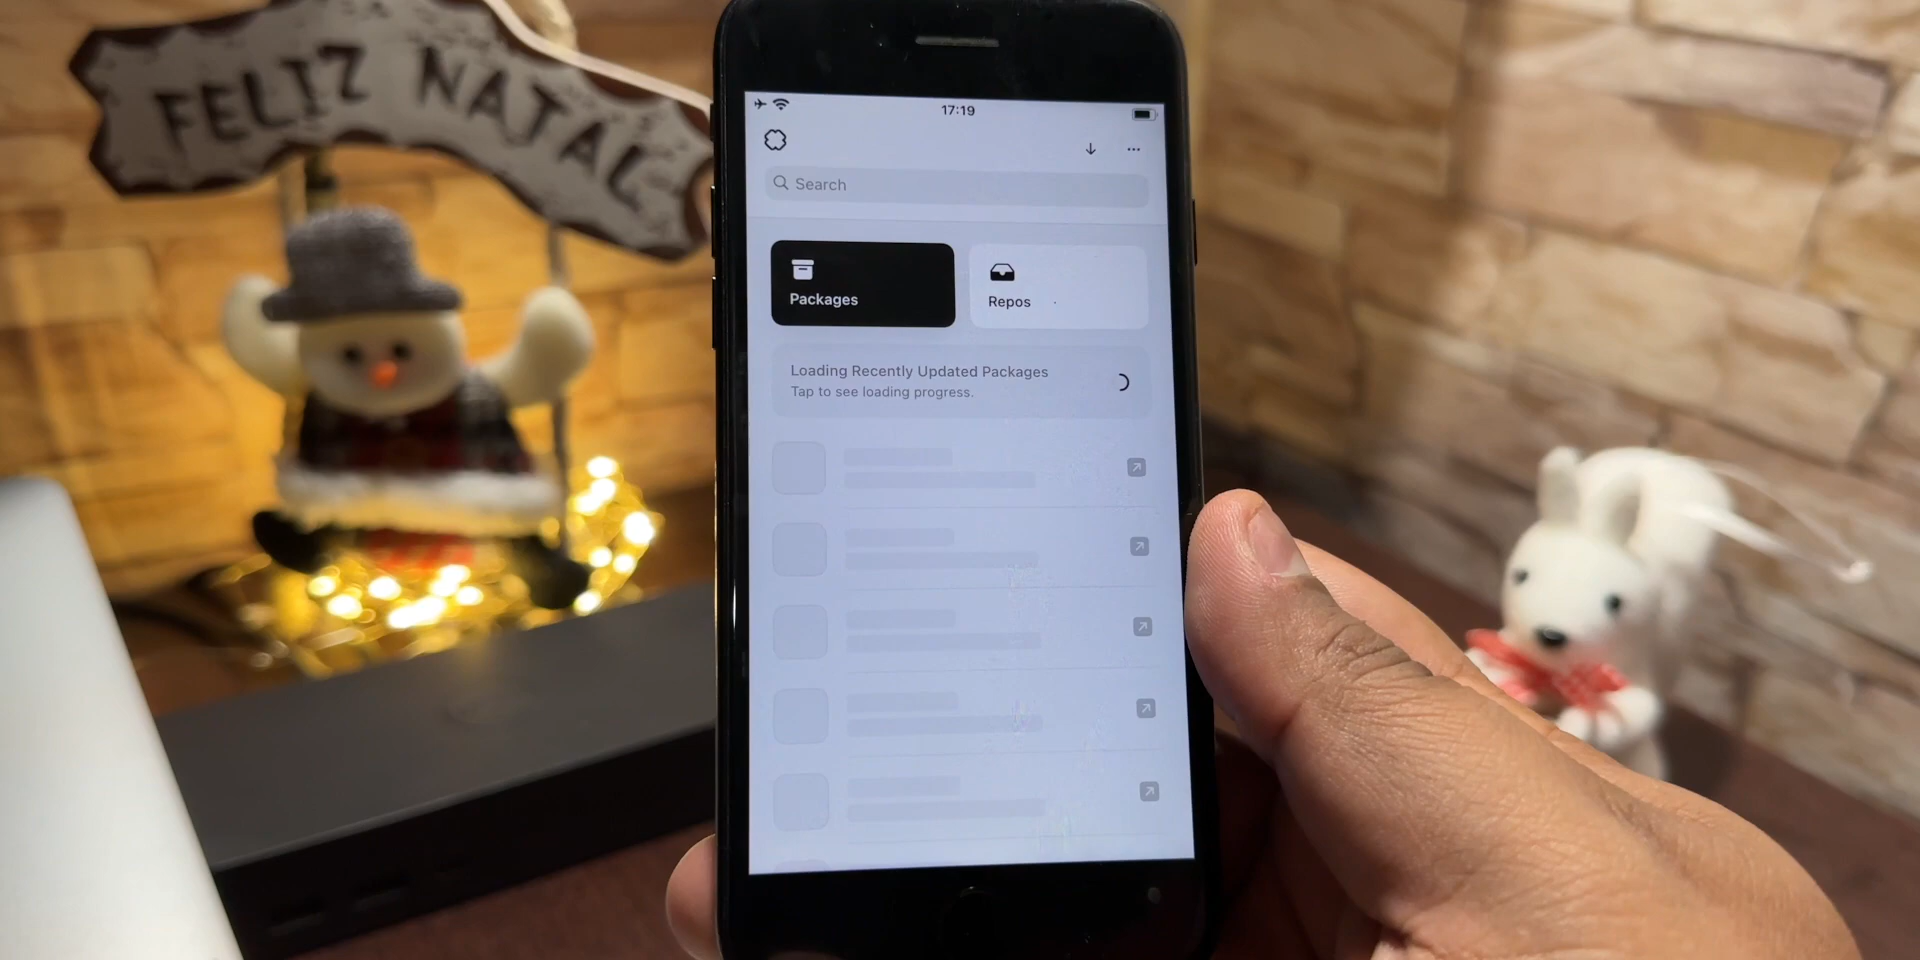 FELIZ NATAL
17:19
Search
Packages
Repos
Loading Recently Updated Packages
Tap to see loading progress.